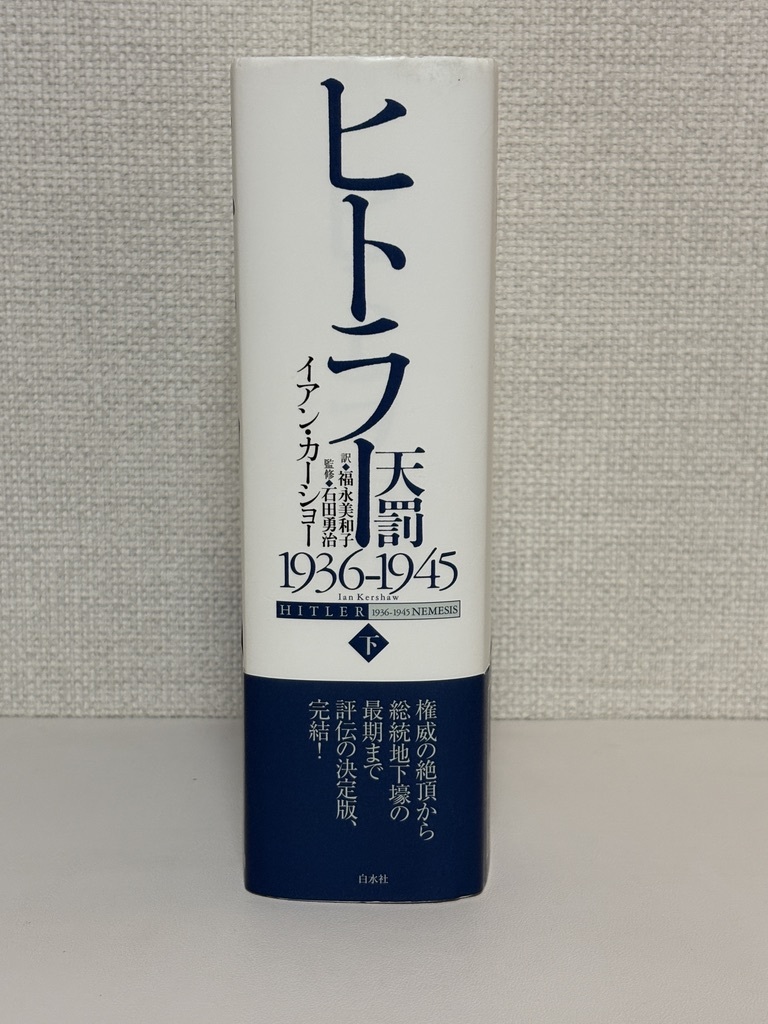 ヒトラー
天罰
1936-1945
イアン・カーショー
訳◆福永美和子
監修◆石田勇治
Ian Kershaw
HITLER 1936-1945 NEMESIS
下
権威の絶頂から
総統地下壕の
最期まで
評伝の決定版、
完結!
白水社